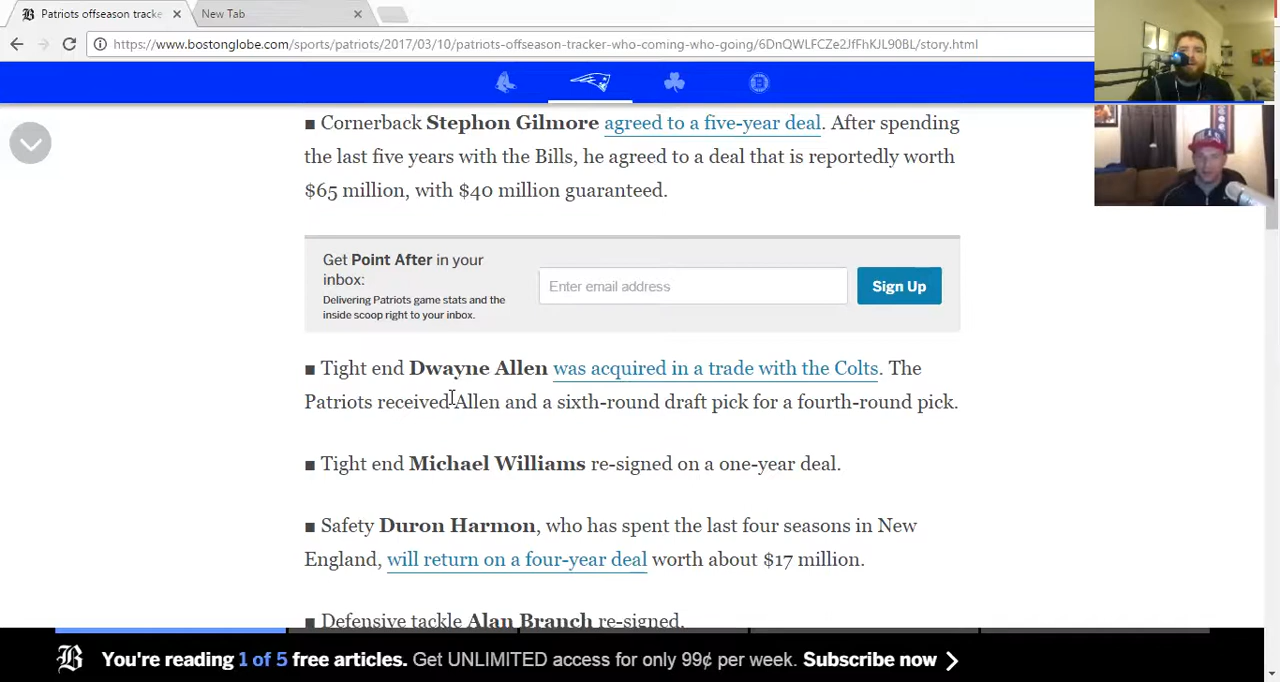 Patriots offseason tracke
New Tab
https://www.bostonglobe.com/sports/patriots/2017/03/10/patriots-offseason-tracker-who-coming-who-going/6DnQWLFCZe2JfFhKJL90BL/story.html
■ Cornerback Stephon Gilmore agreed to a five-year deal. After spending
the last five years with the Bills, he agreed to a deal that is reportedly worth
$65 million, with $40 million guaranteed.
Get Point After in your
inbox:
Delivering Patriots game stats and the
inside scoop right to your inbox.
Enter email address
Sign Up
■ Tight end Dwayne Allen was acquired in a trade with the Colts. The
Patriots received Allen and a sixth-round draft pick for a fourth-round pick.
■ Tight end Michael Williams re-signed on a one-year deal.
■ Safety Duron Harmon, who has spent the last four seasons in New
England, will return on a four-year deal worth about $17 million.
■ Defensive tackle Alan Branch re-signed.
B You're reading 1 of 5 free articles. Get UNLIMITED access for only 99¢ per week. Subscribe now